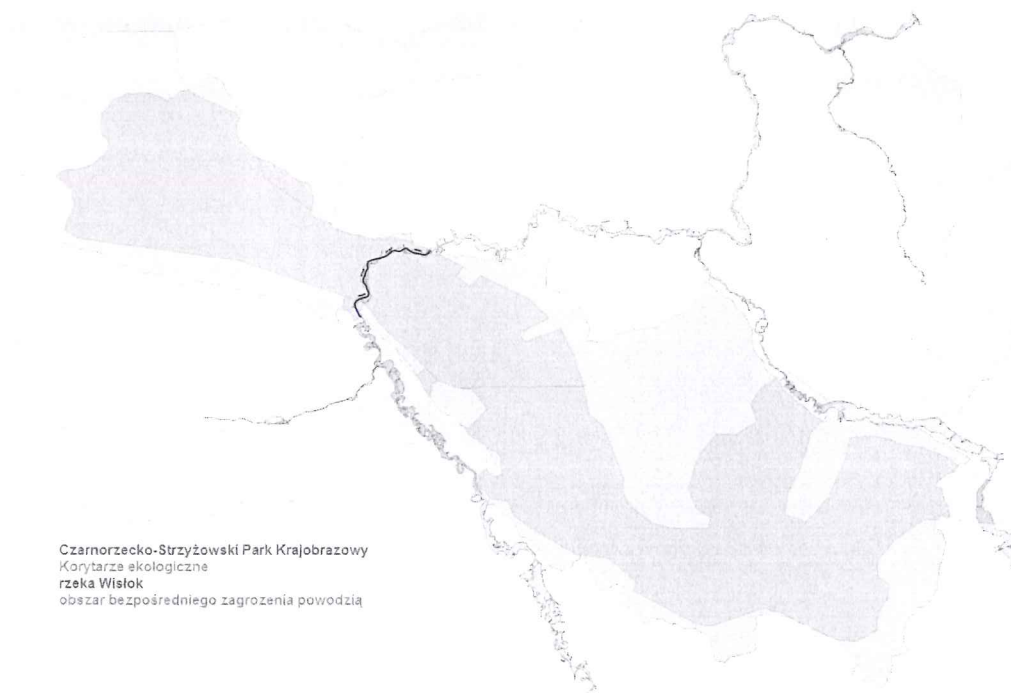 Czarnorzecko-Strzyżowski Park Krajobrazowy
Korytarze ekologiczne
rzeka Wisłok
obszar bezpośredniego zagrożenia powodzią